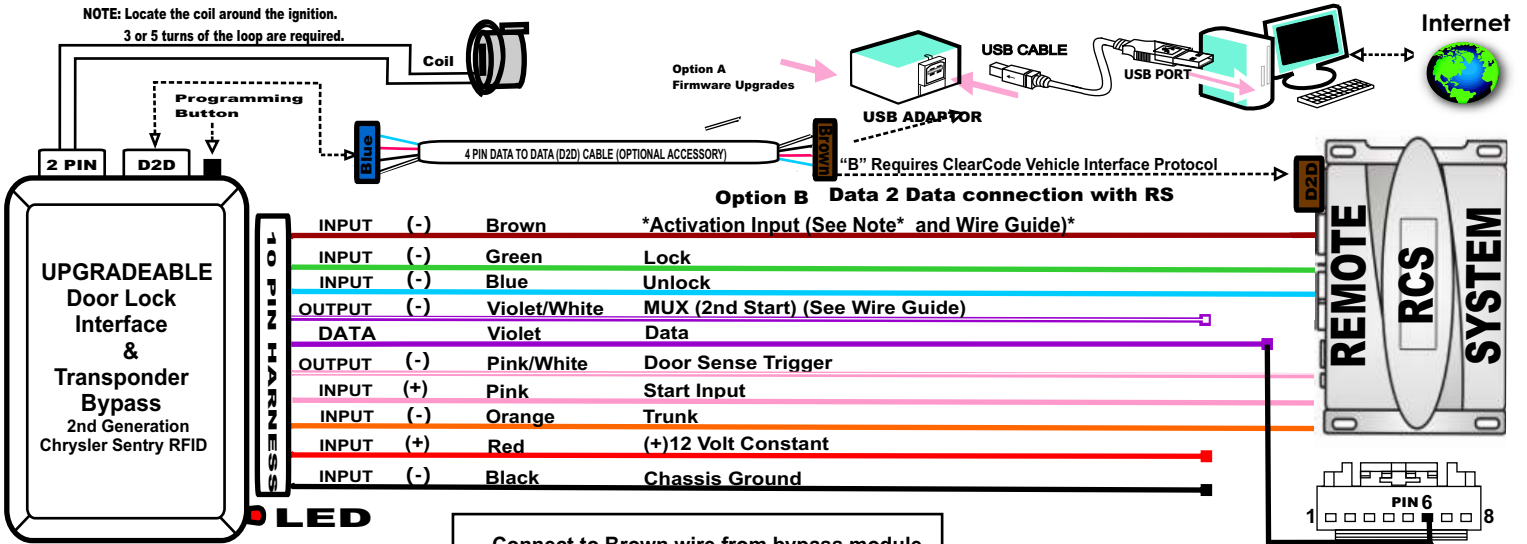 NOTE: Locate the coil around the ignition.
3 or 5 turns of the loop are required.
Coil
Programming
Button
2 PIN
D2D
Blue
4 PIN DATA TO DATA (D2D) CABLE (OPTIONAL ACCESSORY)
Brown
Option A
Firmware Upgrades
USB ADAPTOR
USB CABLE
USB PORT
Internet
“B” Requires ClearCode Vehicle Interface Protocol
Option B Data 2 Data connection with RS
D2D
UPGRADEABLE
Door Lock
Interface
&
Transponder
Bypass
2nd Generation
Chrysler Sentry RFID
10 PIN HARNESS
INPUT (-) Brown *Activation Input (See Note* and Wire Guide)*
INPUT (-) Green Lock
INPUT (-) Blue Unlock
OUTPUT (-) Violet/White MUX (2nd Start) (See Wire Guide)
DATA Violet Data
OUTPUT (-) Pink/White Door Sense Trigger
INPUT (+) Pink Start Input
INPUT (-) Orange Trunk
INPUT (+) Red (+)12 Volt Constant
INPUT (-) Black Chassis Ground
LED
REMOTE
RCS
SYSTEM
PIN 6
1 8
Connect to Brown wire from bypass module